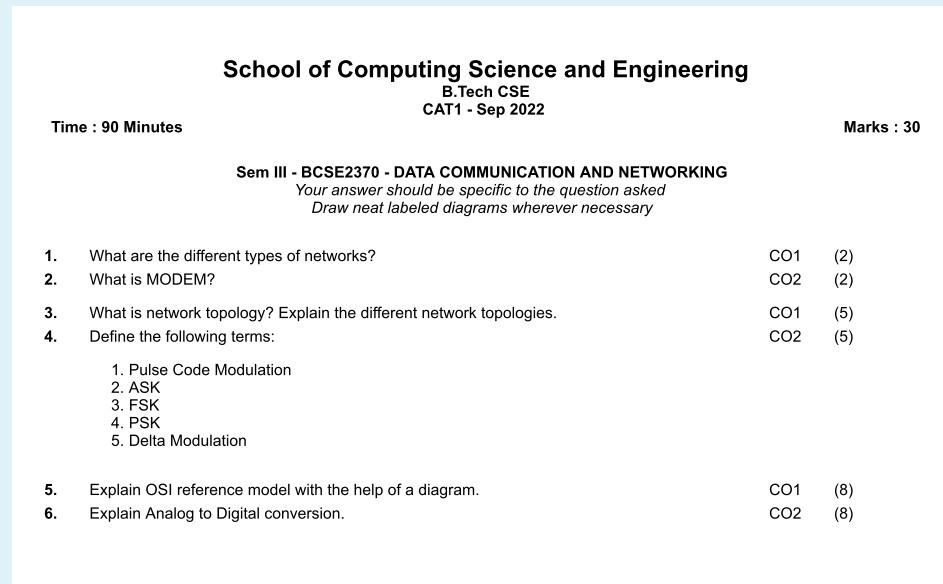 School of Computing Science and Engineering
B.Tech CSE
CAT1 - Sep 2022
Time : 90 Minutes Marks : 30
Sem III - BCSE2370 - DATA COMMUNICATION AND NETWORKING
Your answer should be specific to the question asked
Draw neat labeled diagrams wherever necessary
1. What are the different types of networks? CO1 (2)
2. What is MODEM? CO2 (2)
3. What is network topology? Explain the different network topologies. CO1 (5)
4. Define the following terms: CO2 (5)
1. Pulse Code Modulation
2. ASK
3. FSK
4. PSK
5. Delta Modulation
5. Explain OSI reference model with the help of a diagram. CO1 (8)
6. Explain Analog to Digital conversion. CO2 (8)